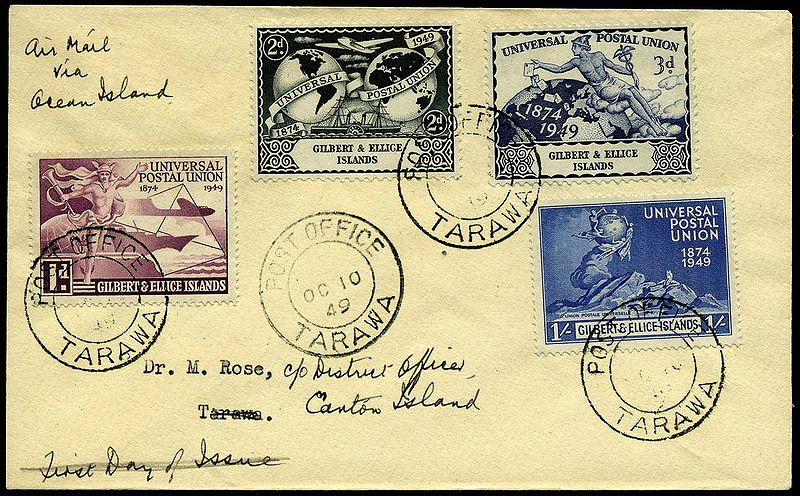 Air Mail
via
Ocean Island
2d.
1949
UNIVERSAL POSTAL UNION
1874
2d.
GILBERT & ELLICE
ISLANDS
UNIVERSAL POSTAL UNION
3d.
1874
1949
GILBERT & ELLICE
ISLANDS
UNIVERSAL
POSTAL UNION
1874 1949
1d.
GILBERT & ELLICE ISLANDS
UNIVERSAL
POSTAL
UNION
1874
1949
UNION POSTALE UNIVERSELLE
1/- GILBERT & ELLICE ISLANDS 1/-
POST OFFICE
49
TARAWA
POST OFFICE
OC 10
49
TARAWA
POST OFFICE
TARAWA
POST OFFICE
TARAWA
Dr. M. Rose, c/o District Officer,
Tarawa. Canton Island
First Day of Issue